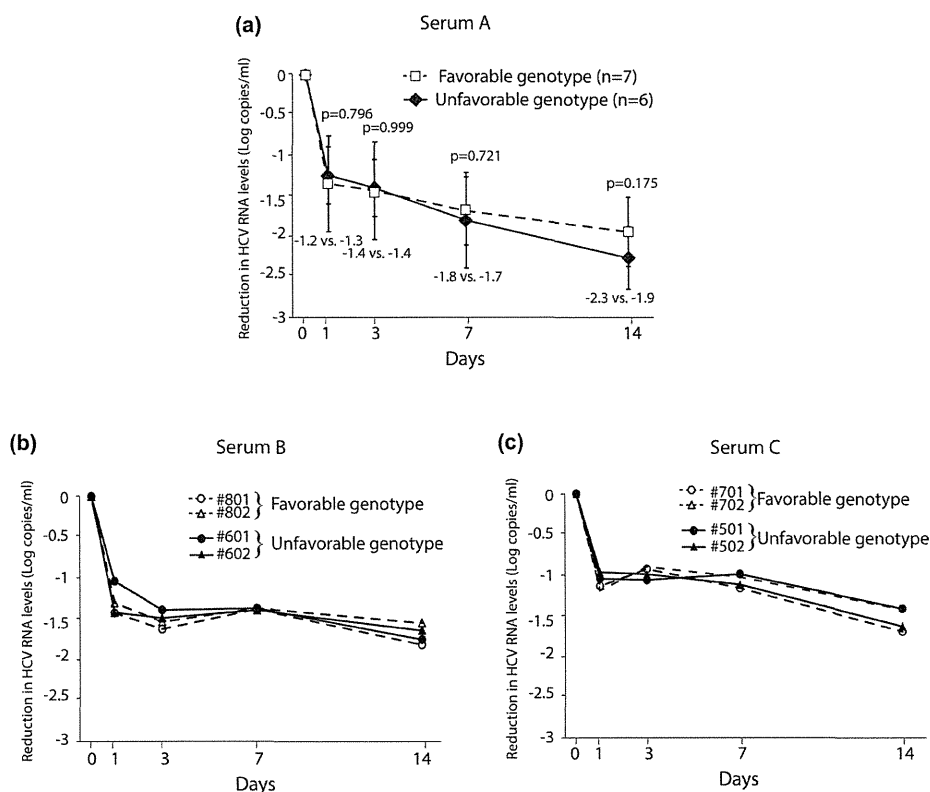 (a)
Serum A
Reduction in HCV RNA levels (Log copies/ml)
0
-0.5
-1
-1.5
-2
-2.5
-3
Favorable genotype (n=7)
Unfavorable genotype (n=6)
p=0.796
p=0.999
p=0.721
p=0.175
-1.2 vs. -1.3
-1.4 vs. -1.4
-1.8 vs. -1.7
-2.3 vs. -1.9
0 1 3 7 14
Days
(b)
Serum B
Reduction in HCV RNA levels (Log copies/ml)
0
-0.5
-1
-1.5
-2
-2.5
-3
#801
#802
} Favorable genotype
#601
#602
} Unfavorable genotype
0 1 3 7 14
Days
(c)
Serum C
Reduction in HCV RNA levels (Log copies/ml)
0
-0.5
-1
-1.5
-2
-2.5
-3
#701
#702
} Favorable genotype
#501
#502
} Unfavorable genotype
0 1 3 7 14
Days